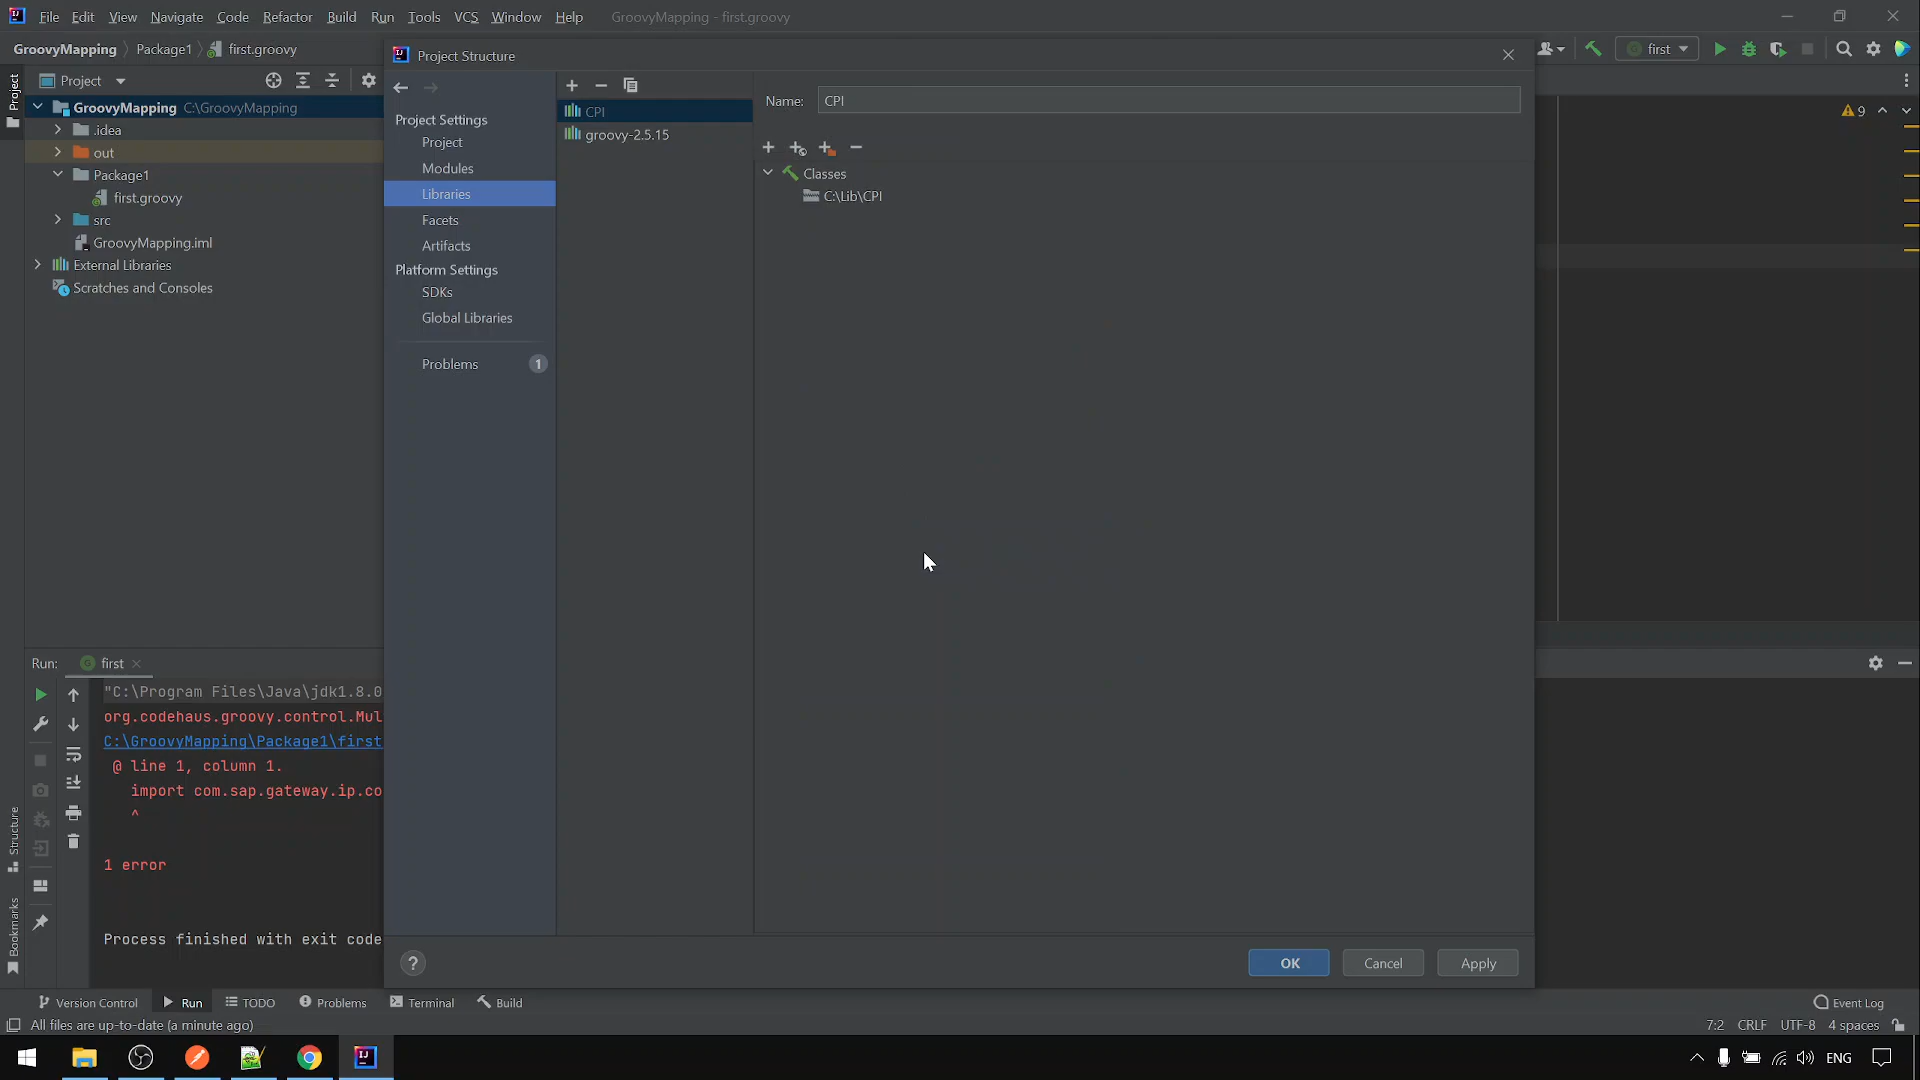 File Edit View Navigate Code Refactor Build Run Tools VCS Window Help GroovyMapping - first.groovy
GroovyMapping Package1 first.groovy
first
Project Structure
Project
Project
GroovyMapping C:\GroovyMapping
.idea
out
Package1
first.groovy
src
GroovyMapping.iml
External Libraries
Scratches and Consoles
Project Settings
Project
Modules
Libraries
Facets
Artifacts
Platform Settings
SDKs
Global Libraries
Problems 1
CPI
groovy-2.5.15
Name: CPI
Classes
C:\Lib\CPI
9
Run: first
"C:\Program Files\Java\jdk1.8.0
org.codehaus.groovy.control.Mul
C:\GroovyMapping\Package1\first
@ line 1, column 1.
import com.sap.gateway.ip.co
^
1 error
Process finished with exit code
Structure
Bookmarks
? OK Cancel Apply
Version Control Run TODO Problems Terminal Build Event Log
All files are up-to-date (a minute ago) 7:2 CRLF UTF-8 4 spaces
ENG